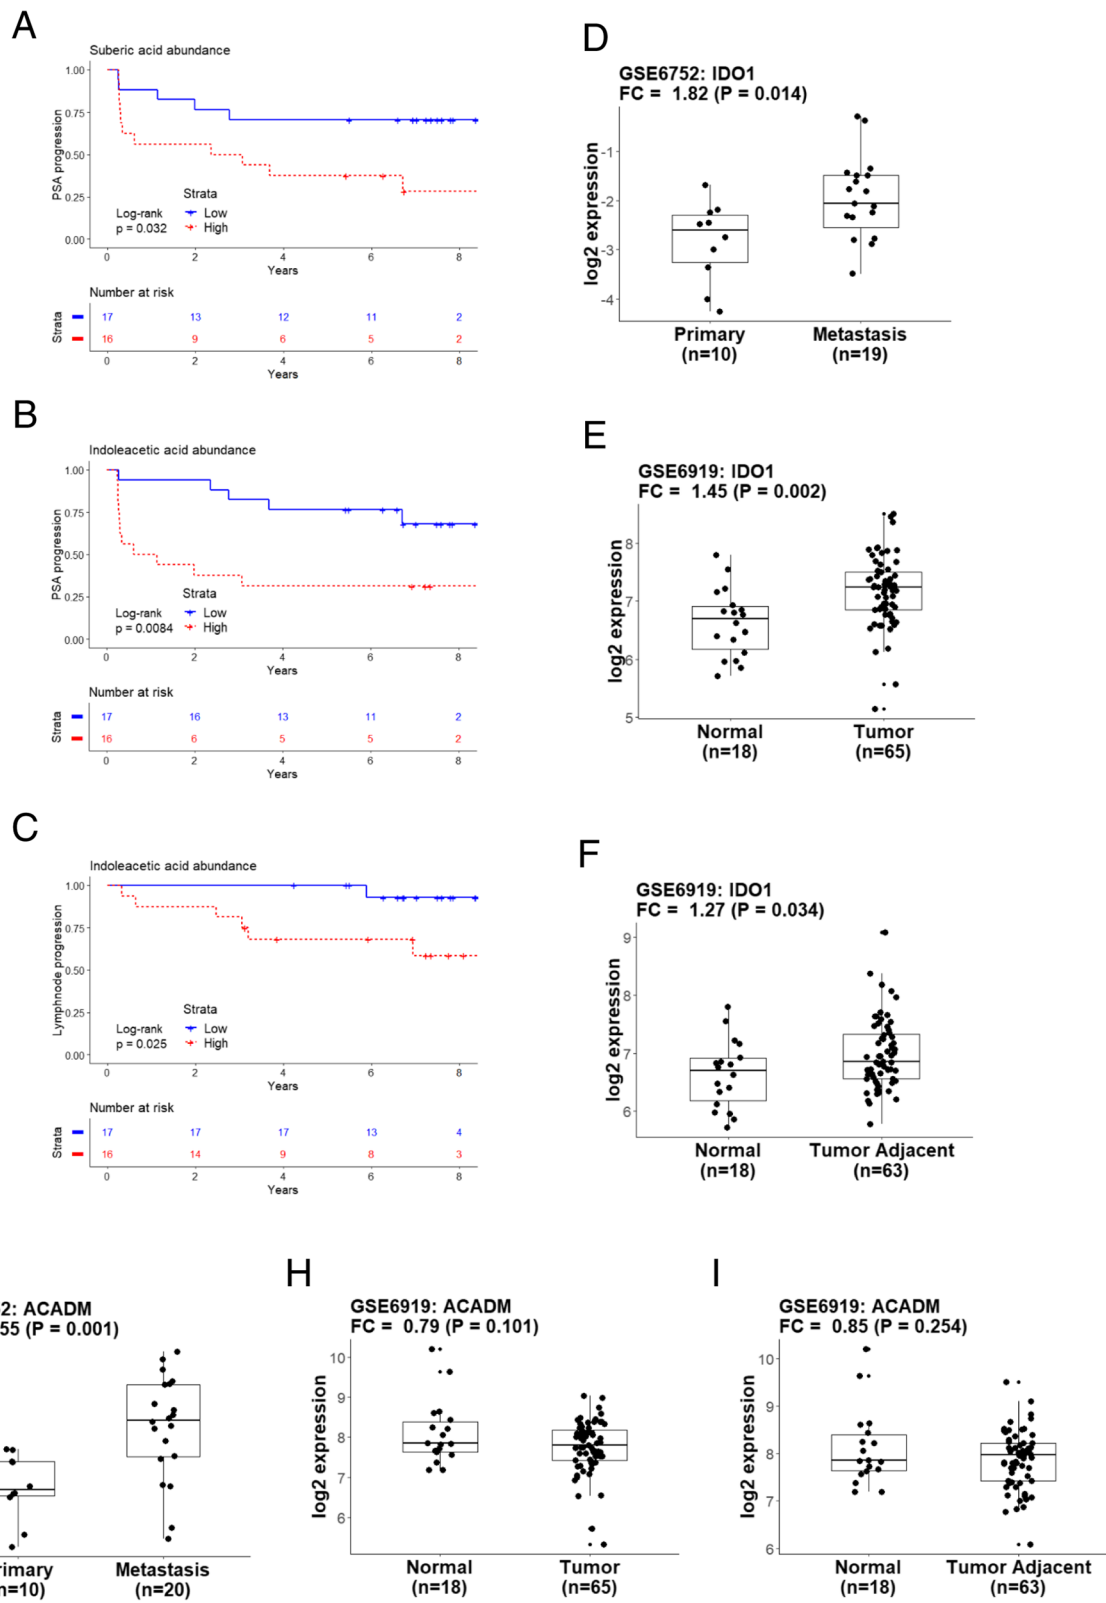 A
Suberic acid abundance
1.00
0.75
0.50
0.25
0.00
PSA progression
Strata
Log-rank
p = 0.032
Low
High
0 2 4 6 8
Years
Number at risk
Strata
17 13 12 11 2
16 9 6 5 2
0 2 4 6 8
Years
B
Indoleacetic acid abundance
1.00
0.75
0.50
0.25
0.00
PSA progression
Strata
Log-rank
p = 0.0084
Low
High
0 2 4 6 8
Years
Number at risk
Strata
17 16 13 11 2
16 6 5 5 2
0 2 4 6 8
Years
C
Indoleacetic acid abundance
1.00
0.75
0.50
0.25
0.00
Lymphnode progression
Strata
Log-rank
p = 0.025
Low
High
0 2 4 6 8
Years
Number at risk
Strata
17 17 17 13 4
16 14 9 8 3
0 2 4 6 8
Years
D
GSE6752: IDO1
FC = 1.82 (P = 0.014)
log2 expression
-1
-2
-3
-4
Primary Metastasis
(n=10) (n=19)
E
GSE6919: IDO1
FC = 1.45 (P = 0.002)
log2 expression
8
7
6
5
Normal Tumor
(n=18) (n=65)
F
GSE6919: IDO1
FC = 1.27 (P = 0.034)
log2 expression
9
8
7
6
Normal Tumor Adjacent
(n=18) (n=63)
2: ACADM
55 (P = 0.001)
rimary Metastasis
n=10) (n=20)
H
GSE6919: ACADM
FC = 0.79 (P = 0.101)
log2 expression
10
9
8
7
6
Normal Tumor
(n=18) (n=65)
I
GSE6919: ACADM
FC = 0.85 (P = 0.254)
log2 expression
10
9
8
7
6
Normal Tumor Adjacent
(n=18) (n=63)